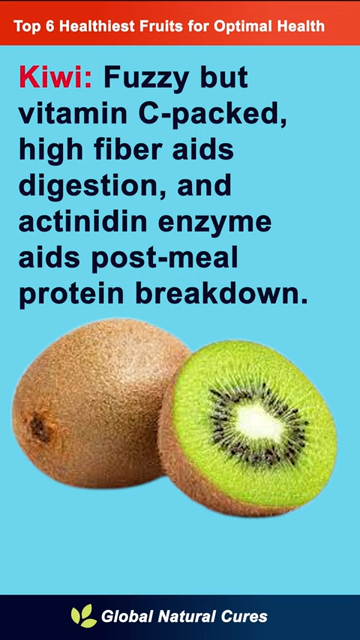 Top 6 Healthiest Fruits for Optimal Health
Kiwi: Fuzzy but
vitamin C-packed,
high fiber aids
digestion, and
actinidin enzyme
aids post-meal
protein breakdown.
Global Natural Cures